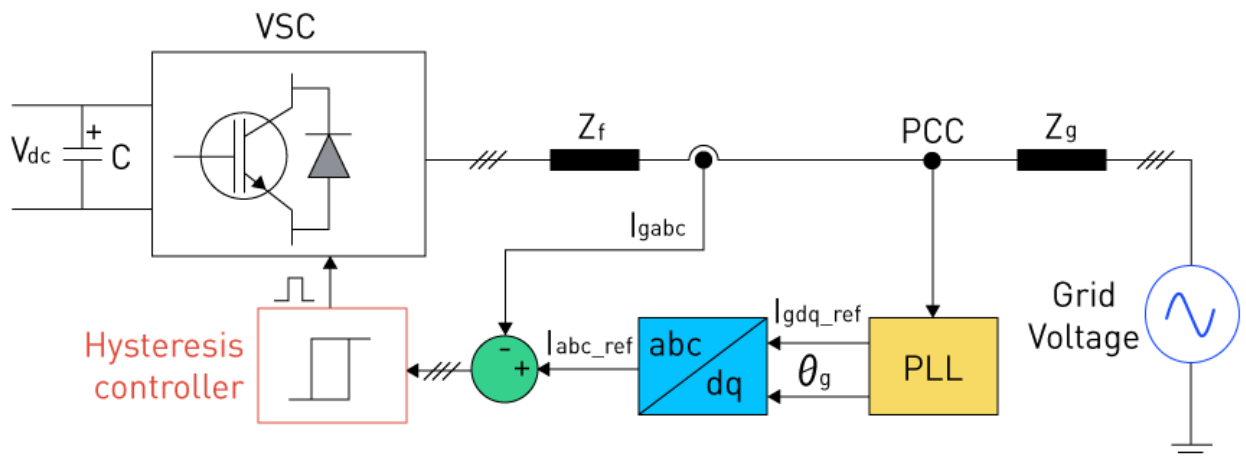 VSC
Vdc
+
C
Zf
PCC
Zg
Igabc
Grid
Voltage
Hysteresis
controller
-
+
Iabc_ref
abc
dq
Igdq_ref
θg
PLL